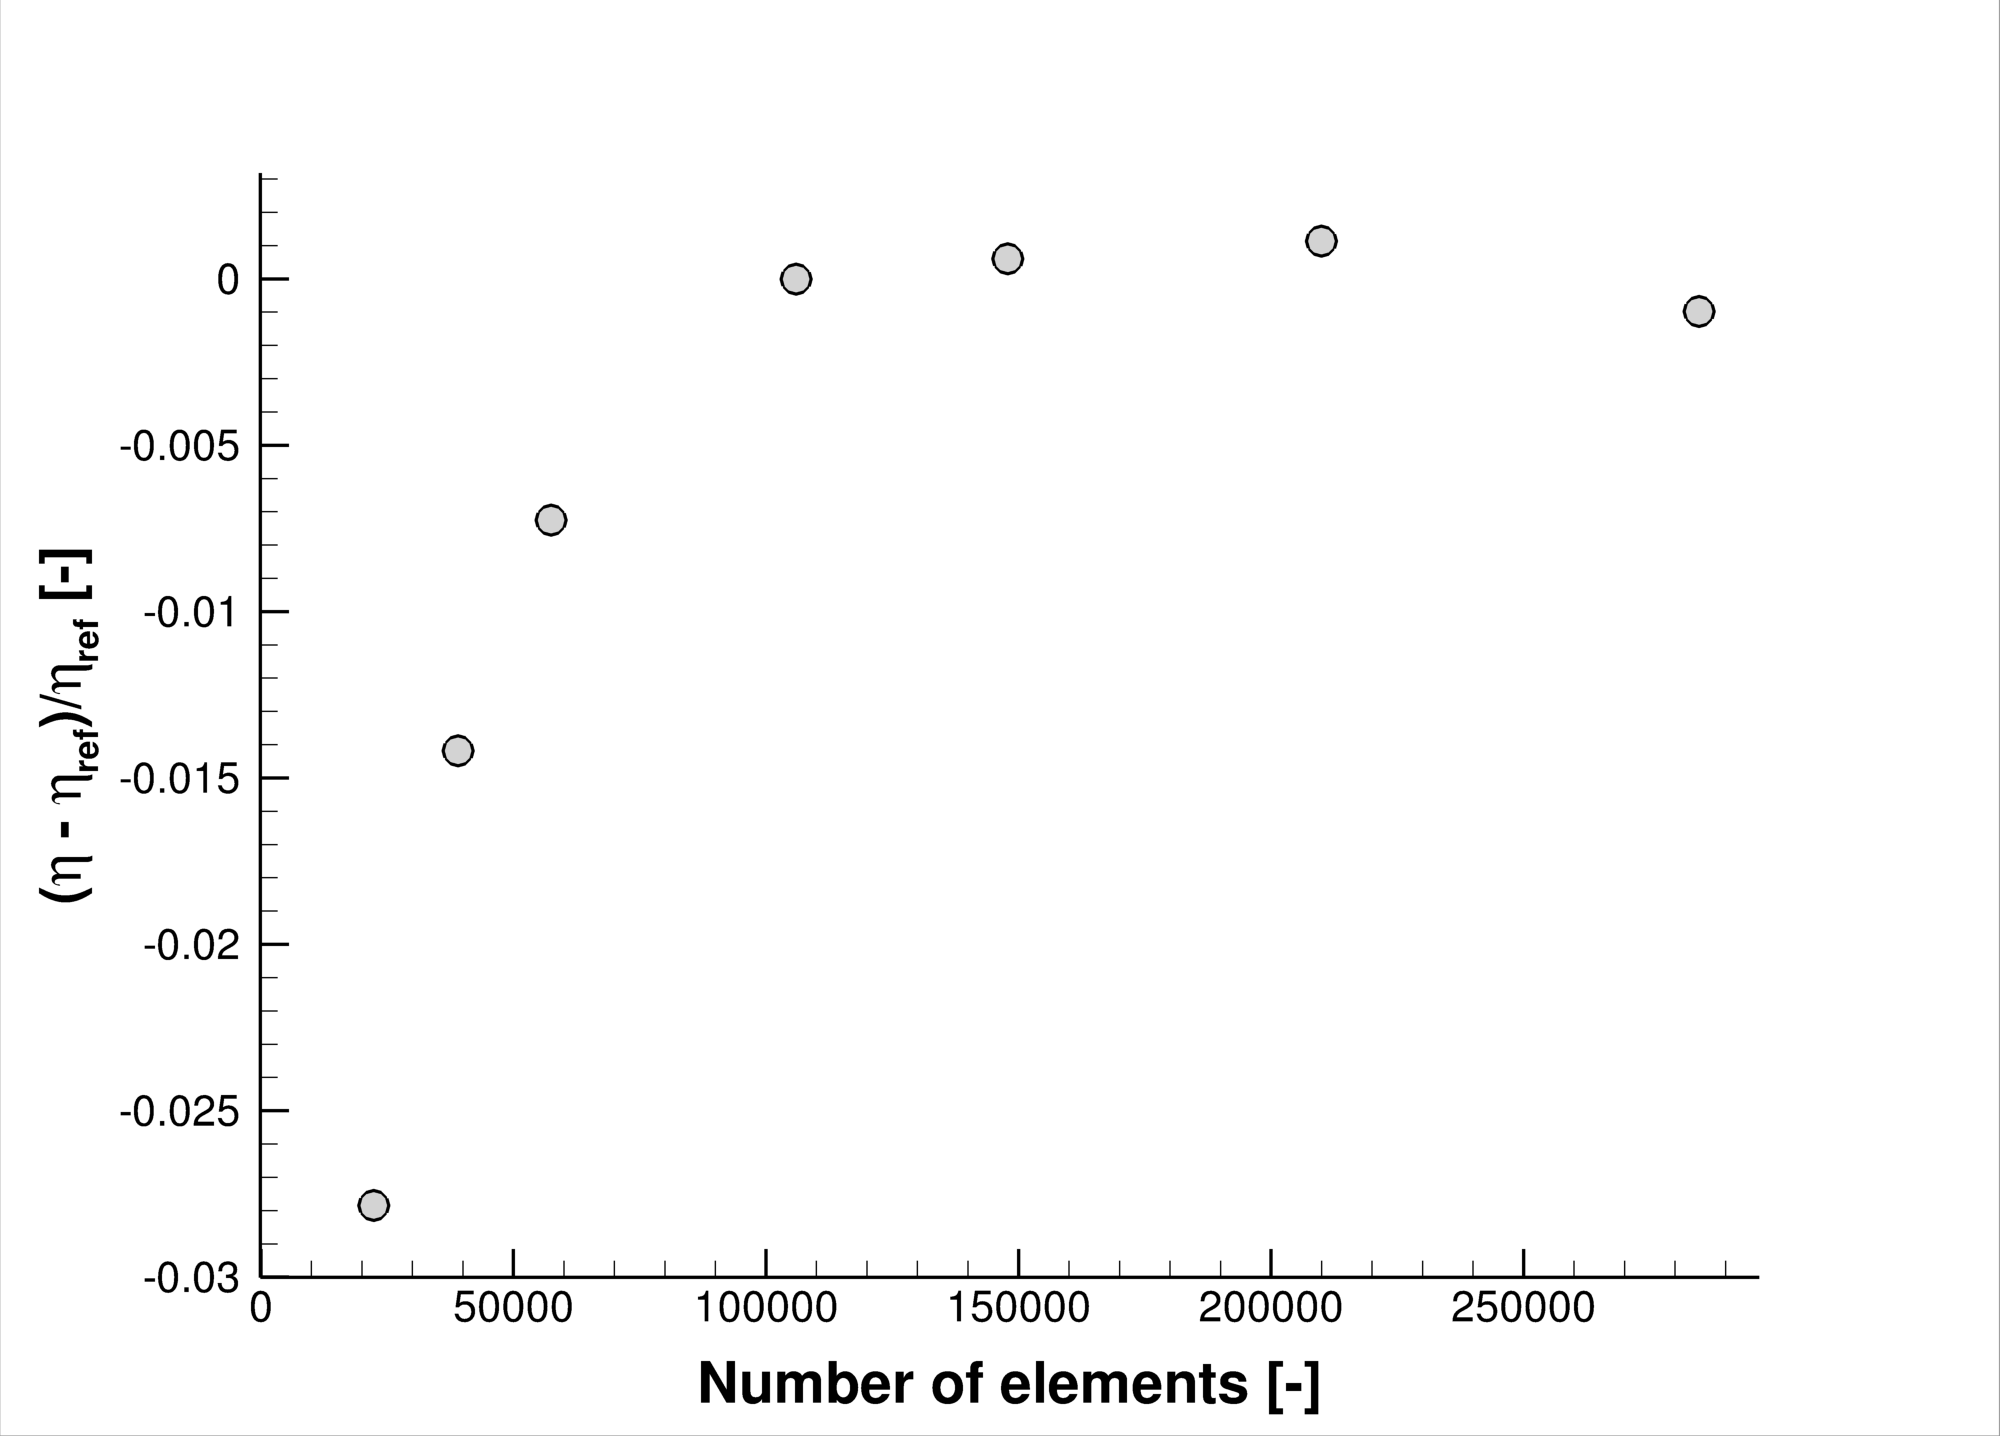 0
-0.005
-0.01
-0.015
-0.02
-0.025
-0.03
(η - ηref)/ηref [-]
0 50000 100000 150000 200000 250000
Number of elements [-]